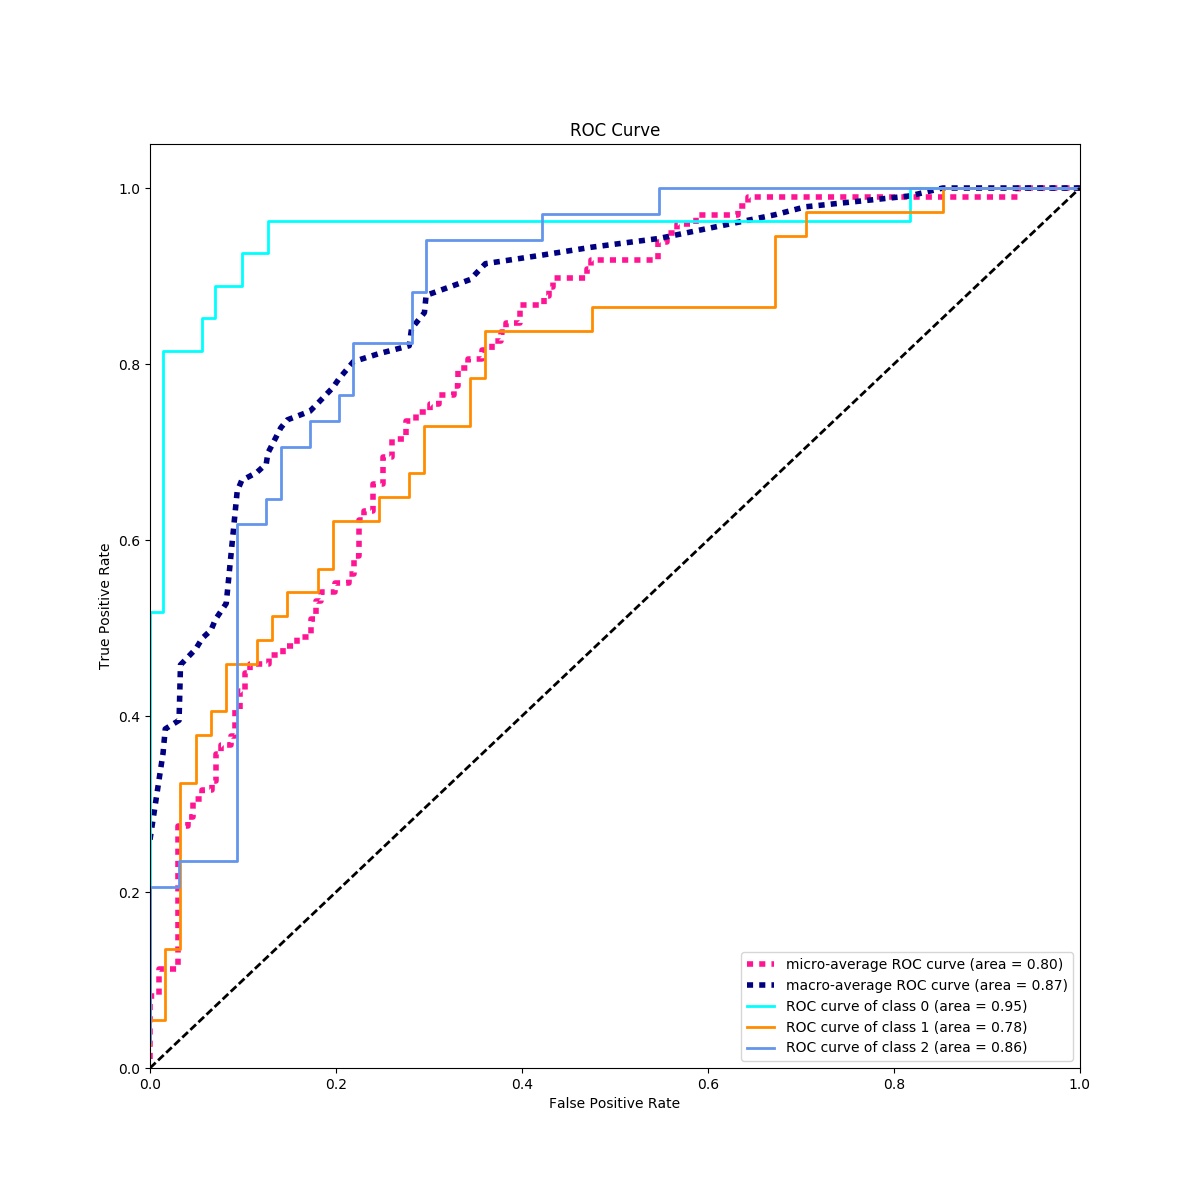 ROC Curve
1.0
0.8
0.6
0.4
0.2
0.0
True Positive Rate
micro-average ROC curve (area = 0.80)
macro-average ROC curve (area = 0.87)
ROC curve of class 0 (area = 0.95)
ROC curve of class 1 (area = 0.78)
ROC curve of class 2 (area = 0.86)
0.0 0.2 0.4 0.6 0.8 1.0
False Positive Rate